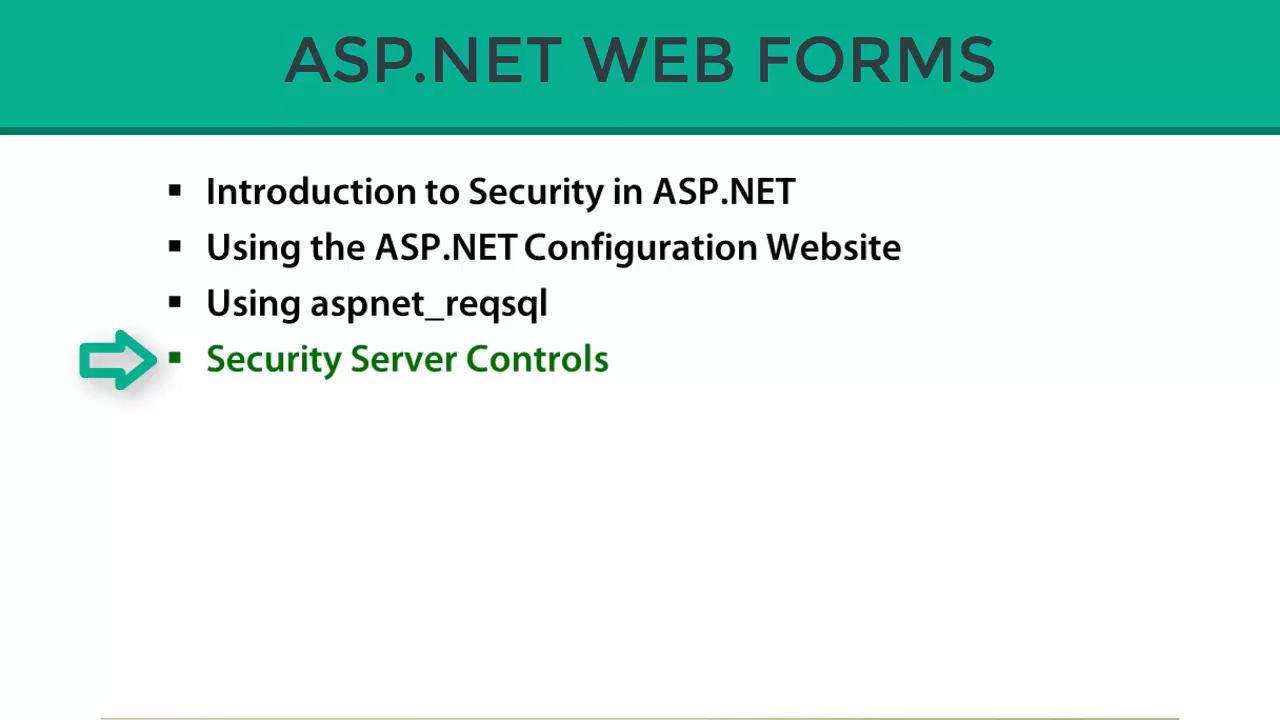 ASP.NET WEB FORMS
▪ Introduction to Security in ASP.NET
▪ Using the ASP.NET Configuration Website
▪ Using aspnet_reqsql
▪ Security Server Controls